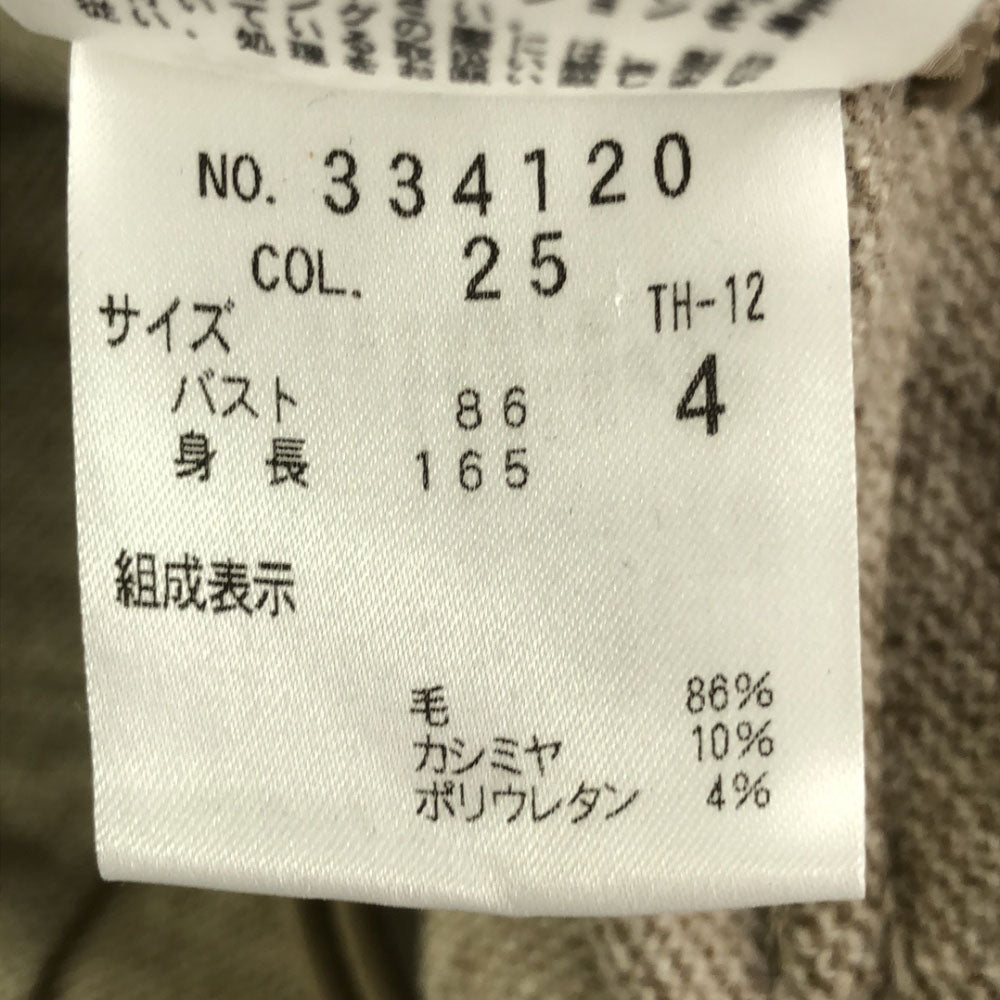 NO. 334120
COL. 25
サイズ TH-12
バスト 86 4
身 長 165
組成表示
毛 86%
カシミヤ 10%
ポリウレタン 4%